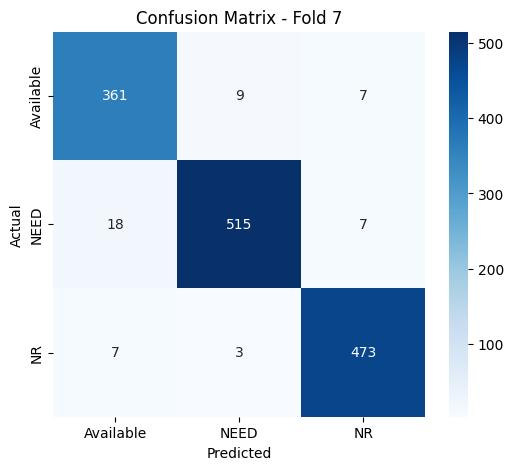 Confusion Matrix - Fold 7
Available 361 9 7
NEED 18 515 7
NR 7 3 473
Available NEED NR
Actual
Predicted
500
400
300
200
100